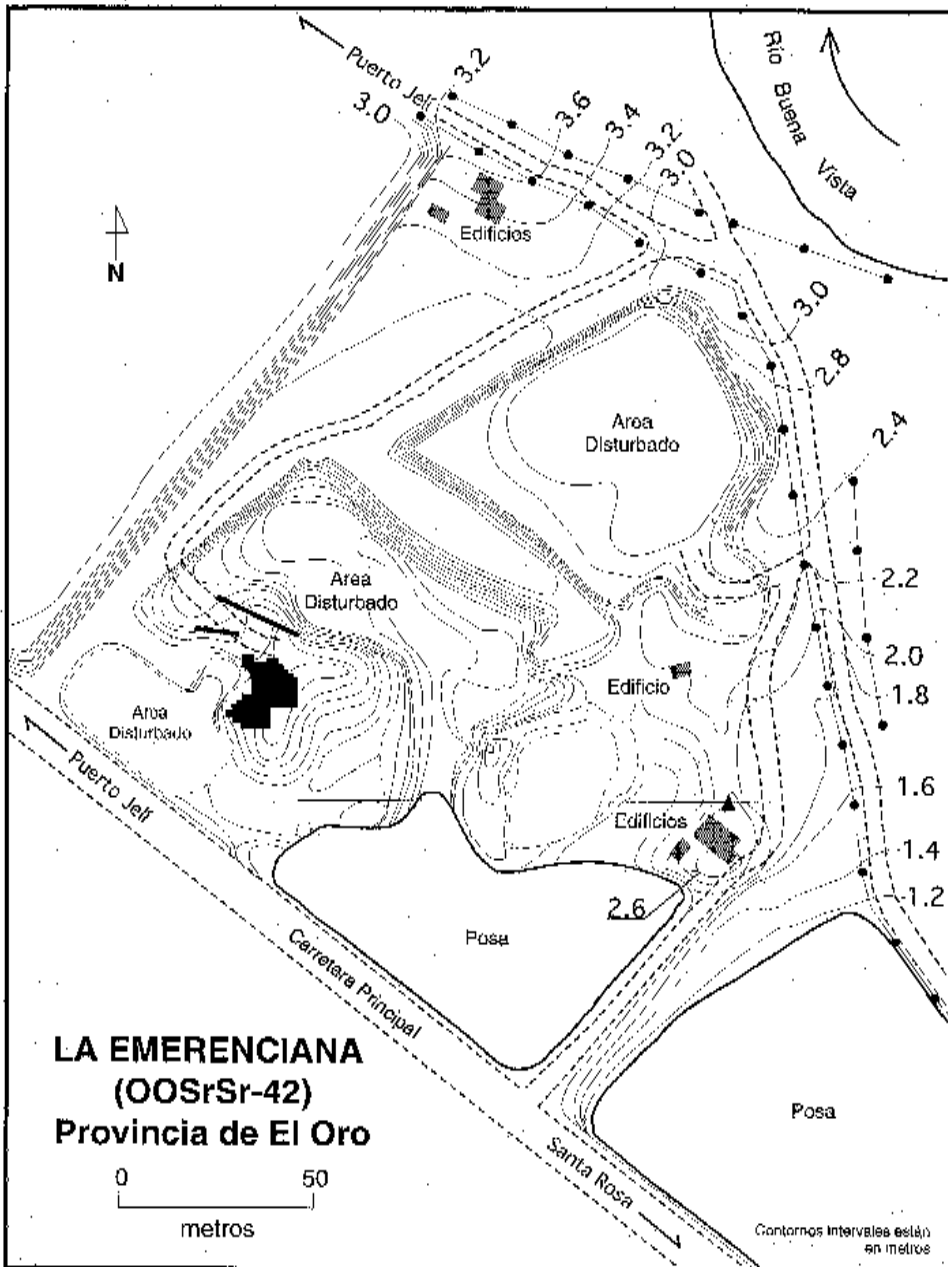 Puerto Jelí
3.2
3.0
3.6
3.4
3.2
3.0
Río Buena
Vista
N
Edificios
3.0
2.8
2.4
Area
Disturbado
Area
Disturbado
2.2
2.0
1.8
1.6
1.4
1.2
Edificio
Area
Disturbado
Puerto Jelí
Edificios
2.6
Posa
Carretara Principal
LA EMERENCIANA
(OOSrSr-42)
Provincia de El Oro
0 50
metros
Posa
Santa Rosa
Contornos Intervales están
en metros